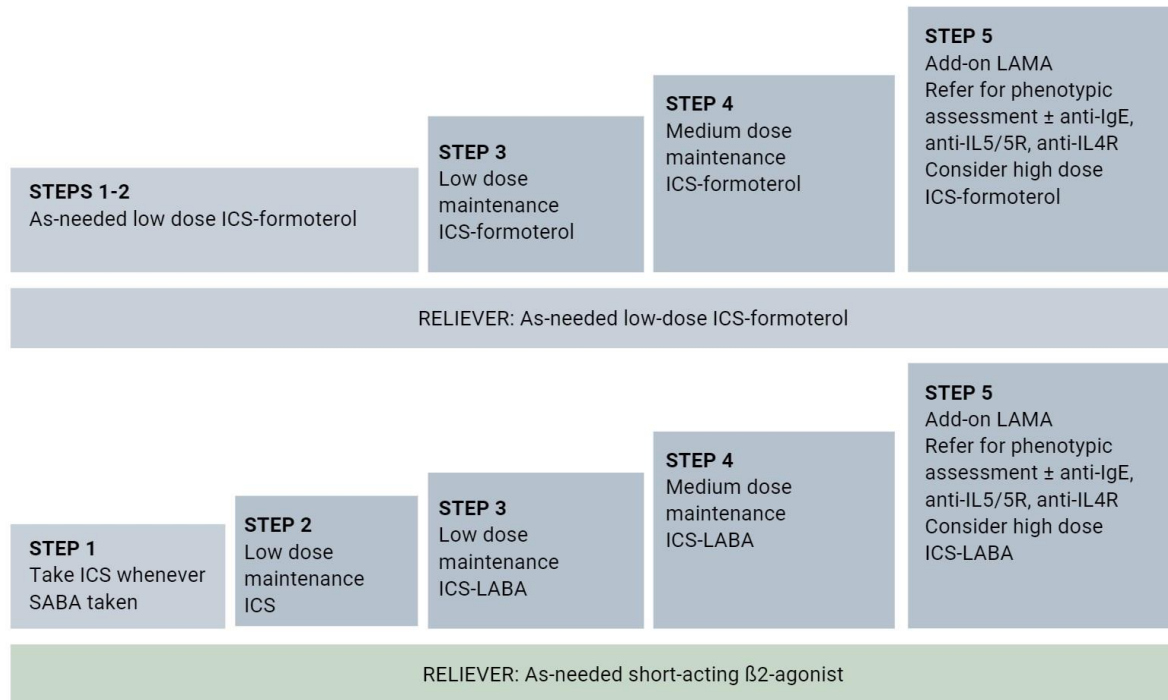 STEPS 1-2
As-needed low dose ICS-formoterol
STEP 3
Low dose
maintenance
ICS-formoterol
STEP 4
Medium dose
maintenance
ICS-formoterol
STEP 5
Add-on LAMA
Refer for phenotypic
assessment ± anti-IgE,
anti-IL5/5R, anti-IL4R
Consider high dose
ICS-formoterol
RELIEVER: As-needed low-dose ICS-formoterol
STEP 1
Take ICS whenever
SABA taken
STEP 2
Low dose
maintenance
ICS
STEP 3
Low dose
maintenance
ICS-LABA
STEP 4
Medium dose
maintenance
ICS-LABA
STEP 5
Add-on LAMA
Refer for phenotypic
assessment ± anti-IgE,
anti-IL5/5R, anti-IL4R
Consider high dose
ICS-LABA
RELIEVER: As-needed short-acting ß2-agonist